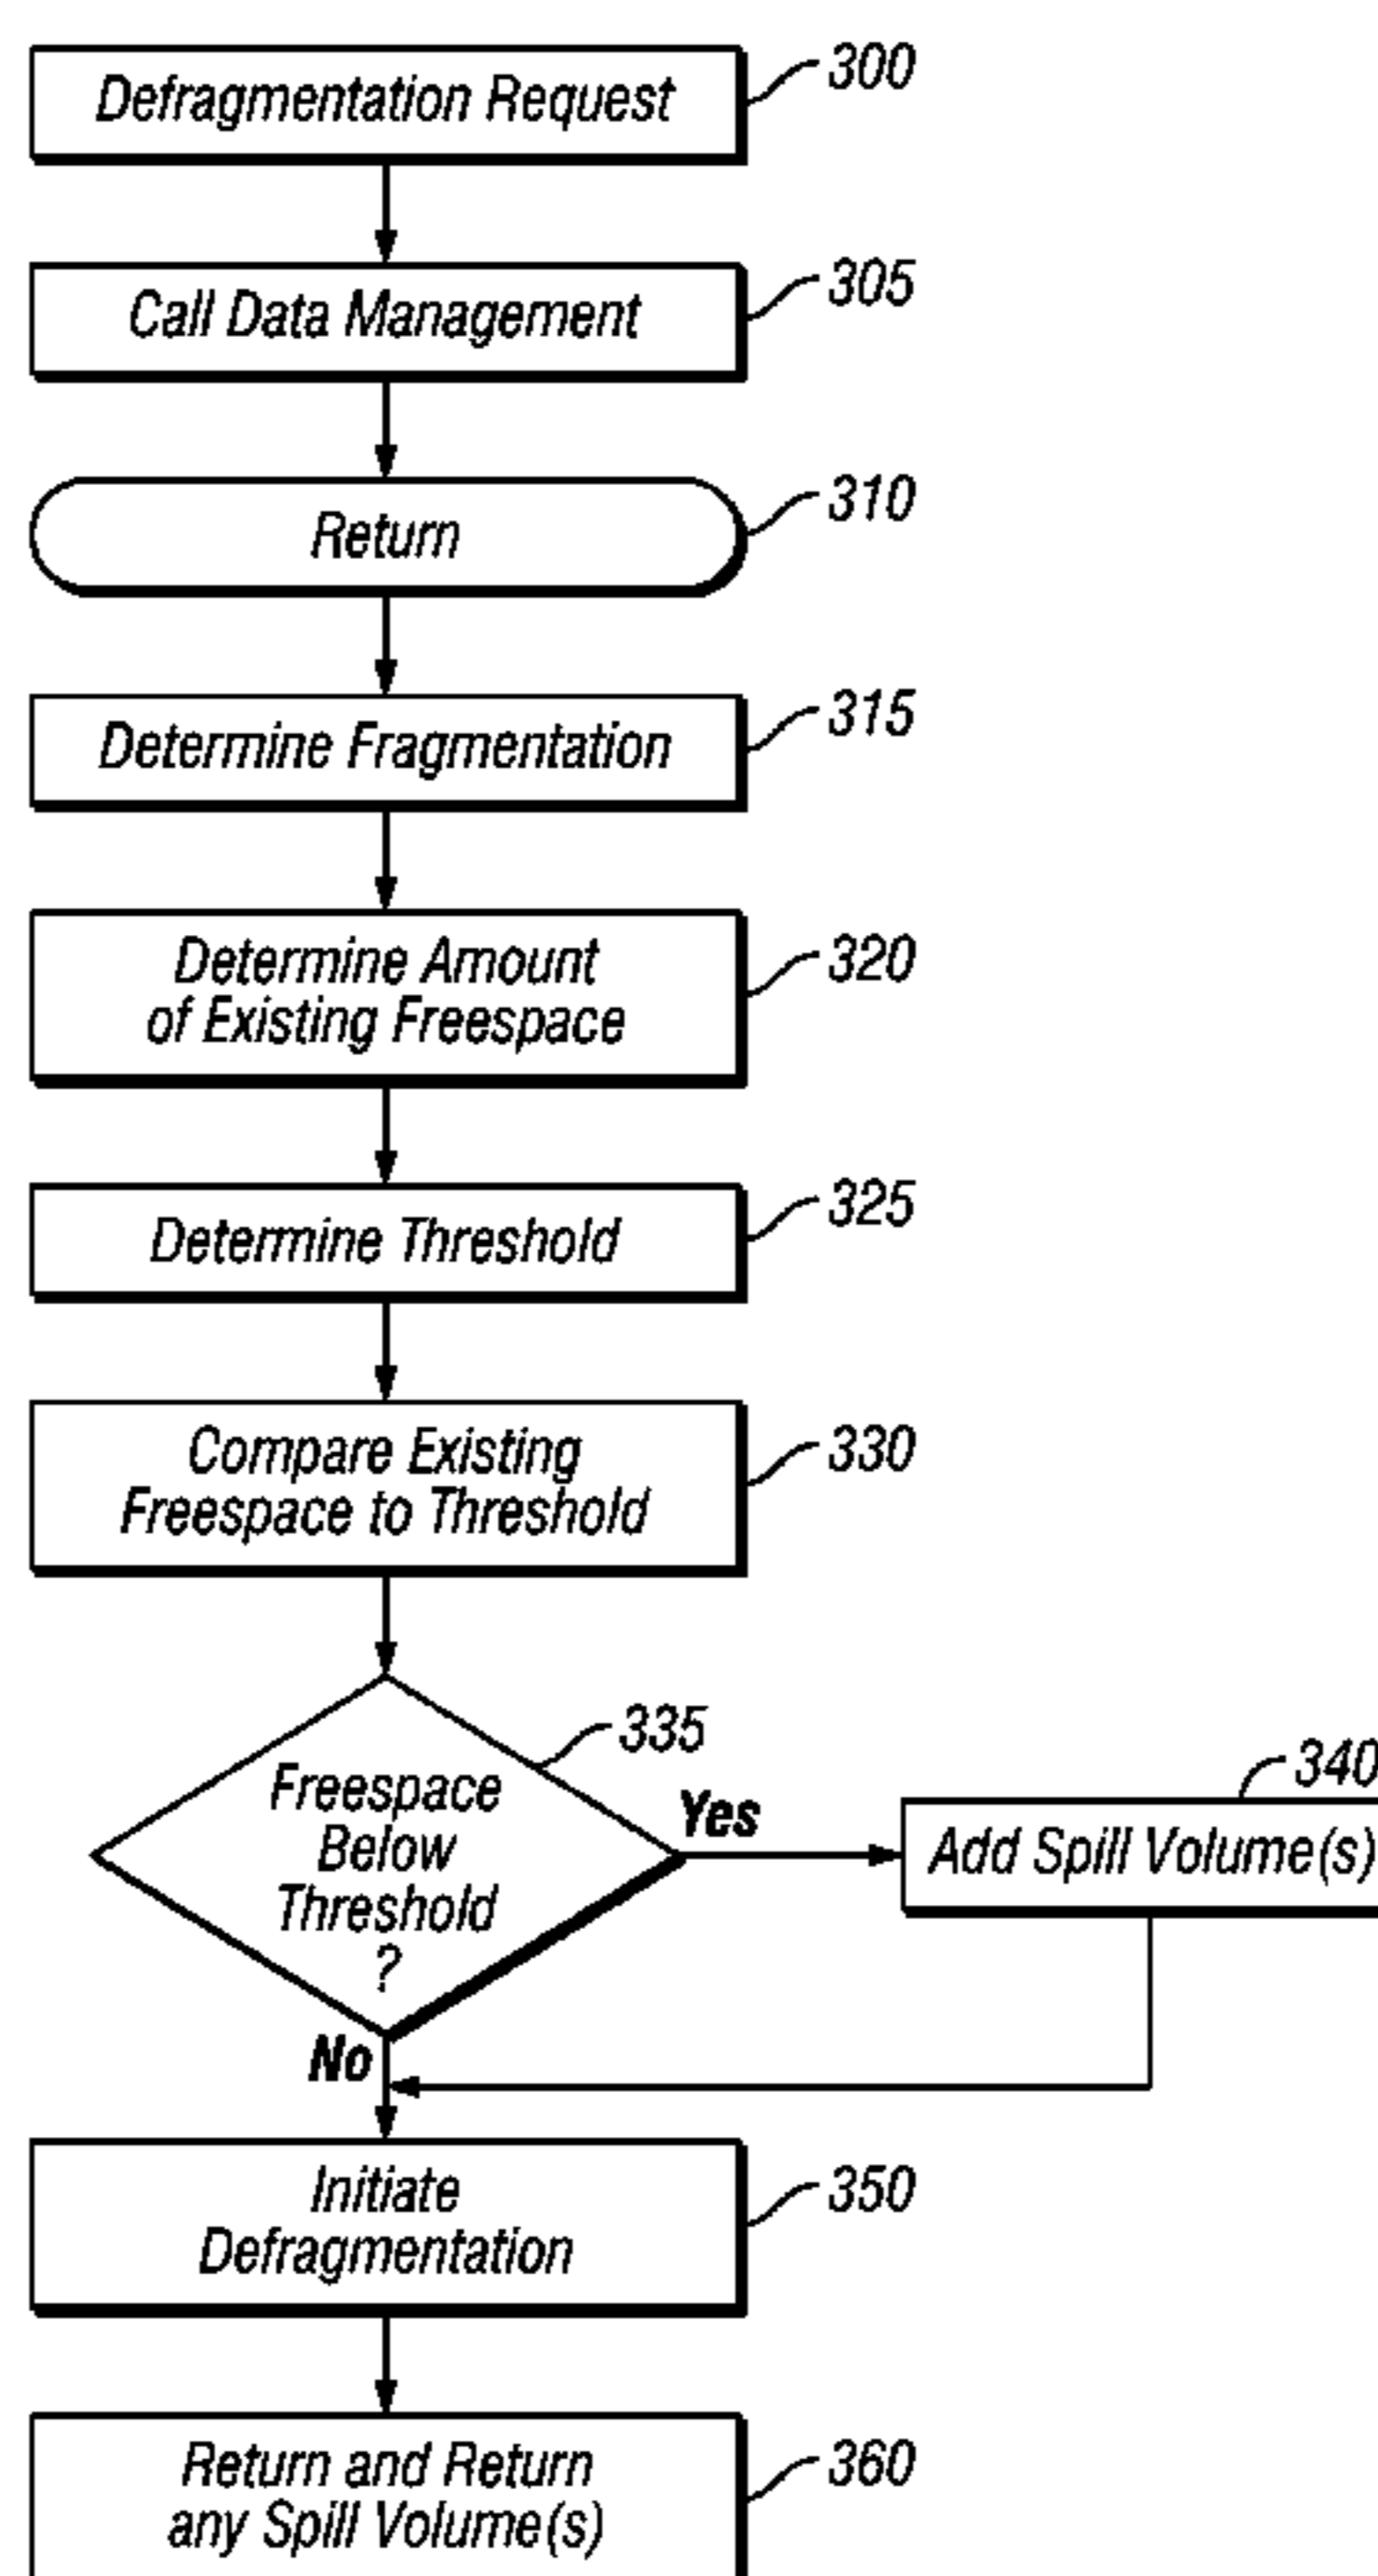 Defragmentation Request
300
Call Data Management
305
Return
310
Determine Fragmentation
315
Determine Amount
of Existing Freespace
320
Determine Threshold
325
Compare Existing
Freespace to Threshold
330
Freespace
Below
Threshold
?
335
Yes
No
Add Spill Volume(s)
340
Initiate
Defragmentation
350
Return and Return
any Spill Volume(s)
360